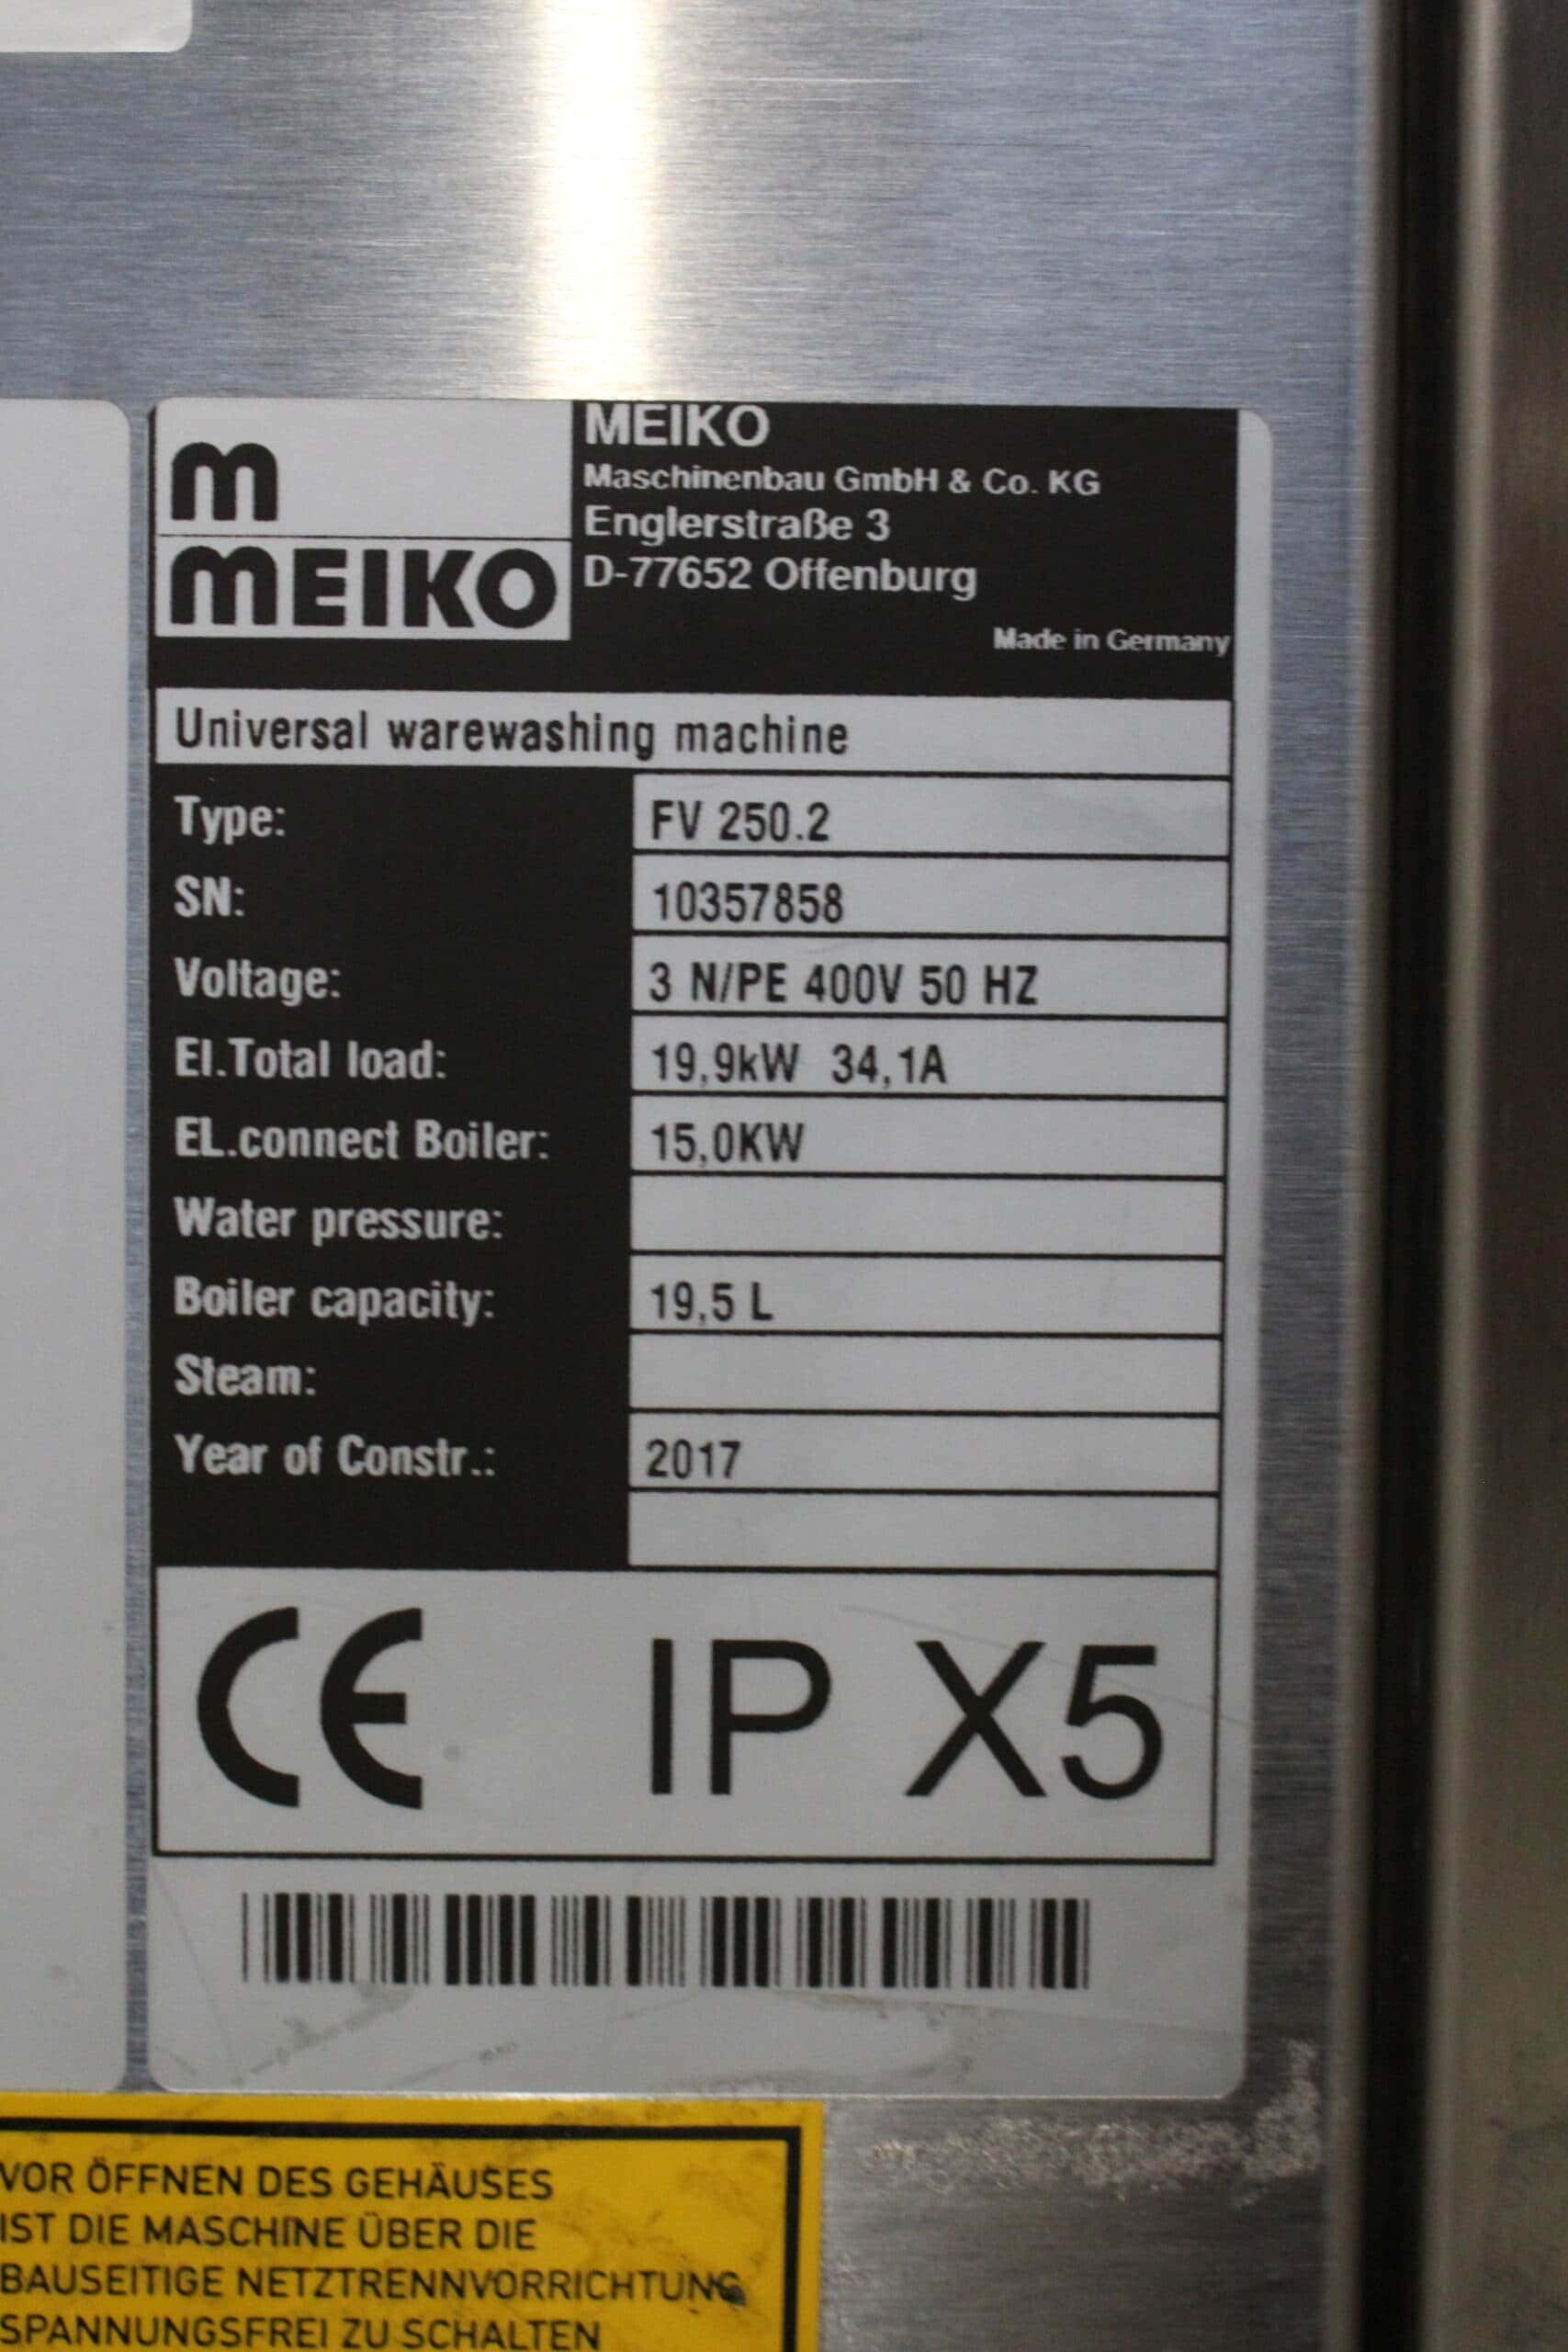 m
MEIKO
MEIKO
Maschinenbau GmbH & Co. KG
Englerstraße 3
D-77652 Offenburg
Made in Germany
Universal warewashing machine
Type: FV 250.2
SN: 10357858
Voltage: 3 N/PE 400V 50 HZ
El.Total load: 19,9kW 34,1A
EL.connect Boiler: 15,0KW
Water pressure:
Boiler capacity: 19,5 L
Steam:
Year of Constr.: 2017
CE IP X5
VOR ÖFFNEN DES GEHÄUSES
IST DIE MASCHINE ÜBER DIE
BAUSEITIGE NETZTRENNVORRICHTUNG
SPANNUNGSFREI ZU SCHALTEN